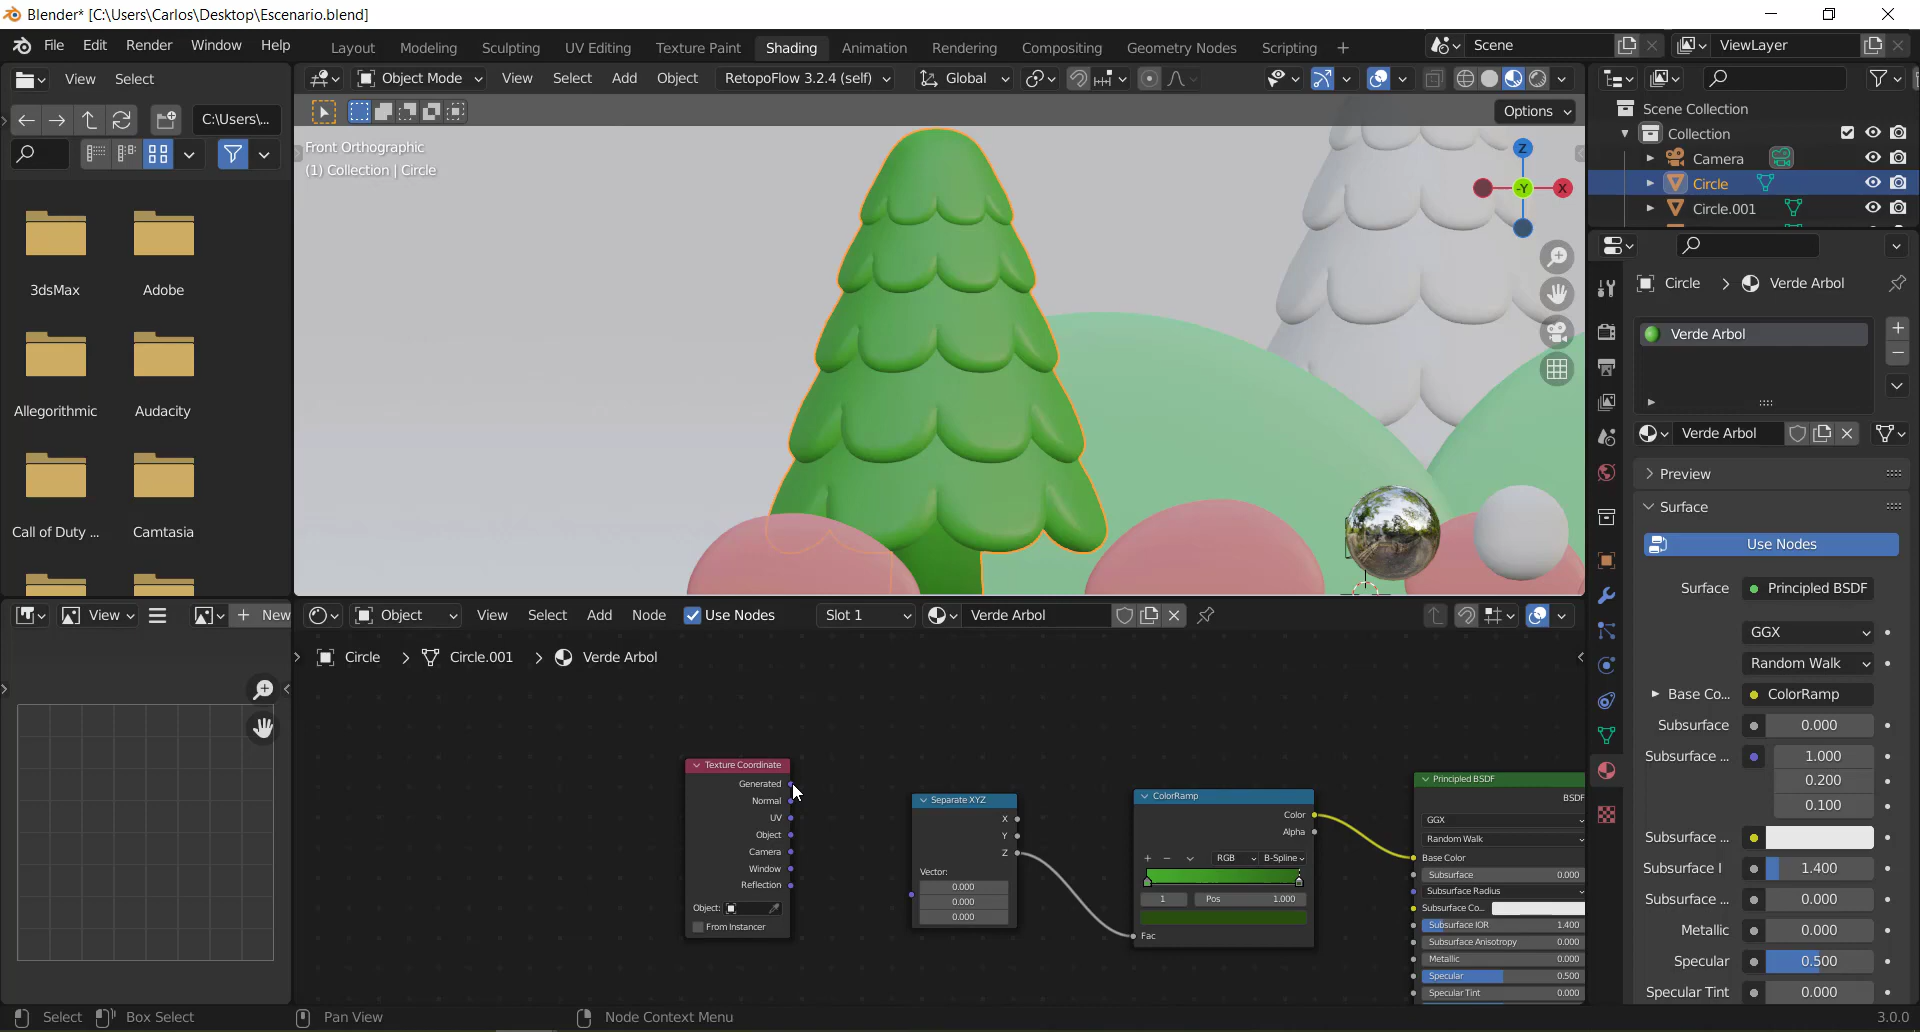 Blender* [C:\Users\Carlos\Desktop\Escenario.blend]
File Edit Render Window Help
Layout Modeling Sculpting UV Editing Texture Paint Shading Animation Rendering Compositing Geometry Nodes Scripting +
Scene
ViewLayer
View Select
Object Mode View Select Add Object RetopoFlow 3.2.4 (self) Global
C:\Users\...
Options
Front Orthographic
(1) Collection | Circle
Z
-Y
X
3dsMax
Adobe
Allegorithmic
Audacity
Call of Duty ...
Camtasia
Scene Collection
Collection
Camera
Circle
Circle.001
Circle > Verde Arbol
Verde Arbol
Verde Arbol
Preview
Surface
Use Nodes
Surface Principled BSDF
GGX
Random Walk
Base Co... ColorRamp
Subsurface 0.000
Subsurface ... 1.000
0.200
0.100
Subsurface ...
Subsurface I 1.400
Subsurface ... 0.000
Metallic 0.000
Specular 0.500
Specular Tint 0.000
View
+ New
Object View Select Add Node Use Nodes Slot 1 Verde Arbol
Circle > Circle.001 > Verde Arbol
Texture Coordinate
Generated
Normal
UV
Object
Camera
Window
Reflection
Object:
From Instancer
Separate XYZ
X
Y
Z
Vector:
0.000
0.000
0.000
ColorRamp
Color
Alpha
+ − RGB B-Spline
1 Pos 1.000
Fac
Principled BSDF
BSDF
GGX
Random Walk
Base Color
Subsurface 0.000
Subsurface Radius
Subsurface Co...
Subsurface IOR 1.400
Subsurface Anisotropy 0.000
Metallic 0.000
Specular 0.500
Specular Tint 0.000
Select Box Select Pan View Node Context Menu 3.0.0